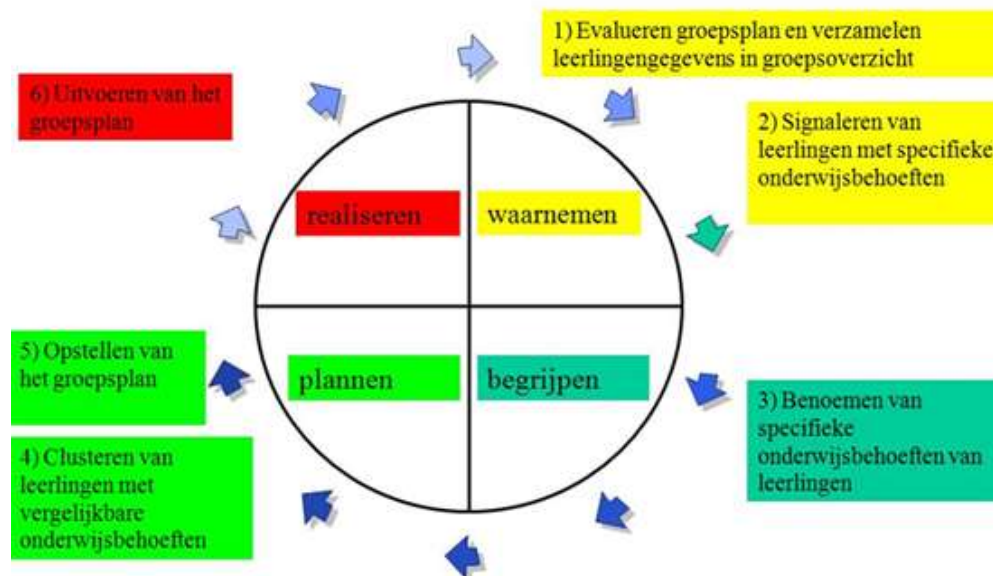 1) Evalueren groepsplan en verzamelen
leerlingengegevens in groepsoverzicht
2) Signaleren van
leerlingen met specifieke
onderwijsbehoeften
3) Benoemen van
specifieke
onderwijsbehoeften van
leerlingen
4) Clusteren van
leerlingen met
vergelijkbare
onderwijsbehoeften
5) Opstellen van
het groepsplan
6) Uitvoeren van het
groepsplan
realiseren
waarnemen
plannen
begrijpen